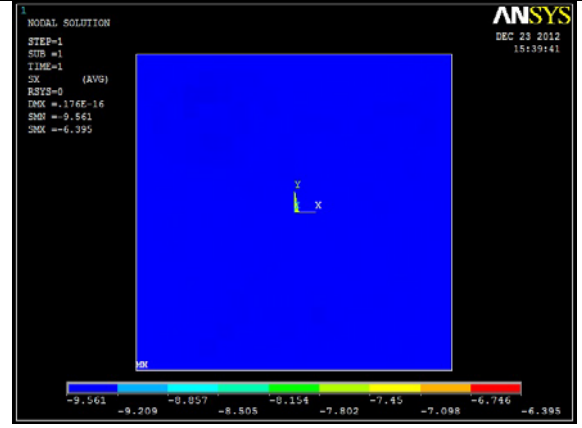 1
NODAL SOLUTION
ANSYS
STEP=1
SUB =1
TIME=1
SX (AVG)
RSYS=0
DMX =.176E-16
SMN =-9.561
SMX =-6.395
DEC 23 2012
15:39:41
Y
X
MN
-9.561 -8.857 -8.154 -7.45 -6.746
-9.209 -8.505 -7.802 -7.098 -6.395